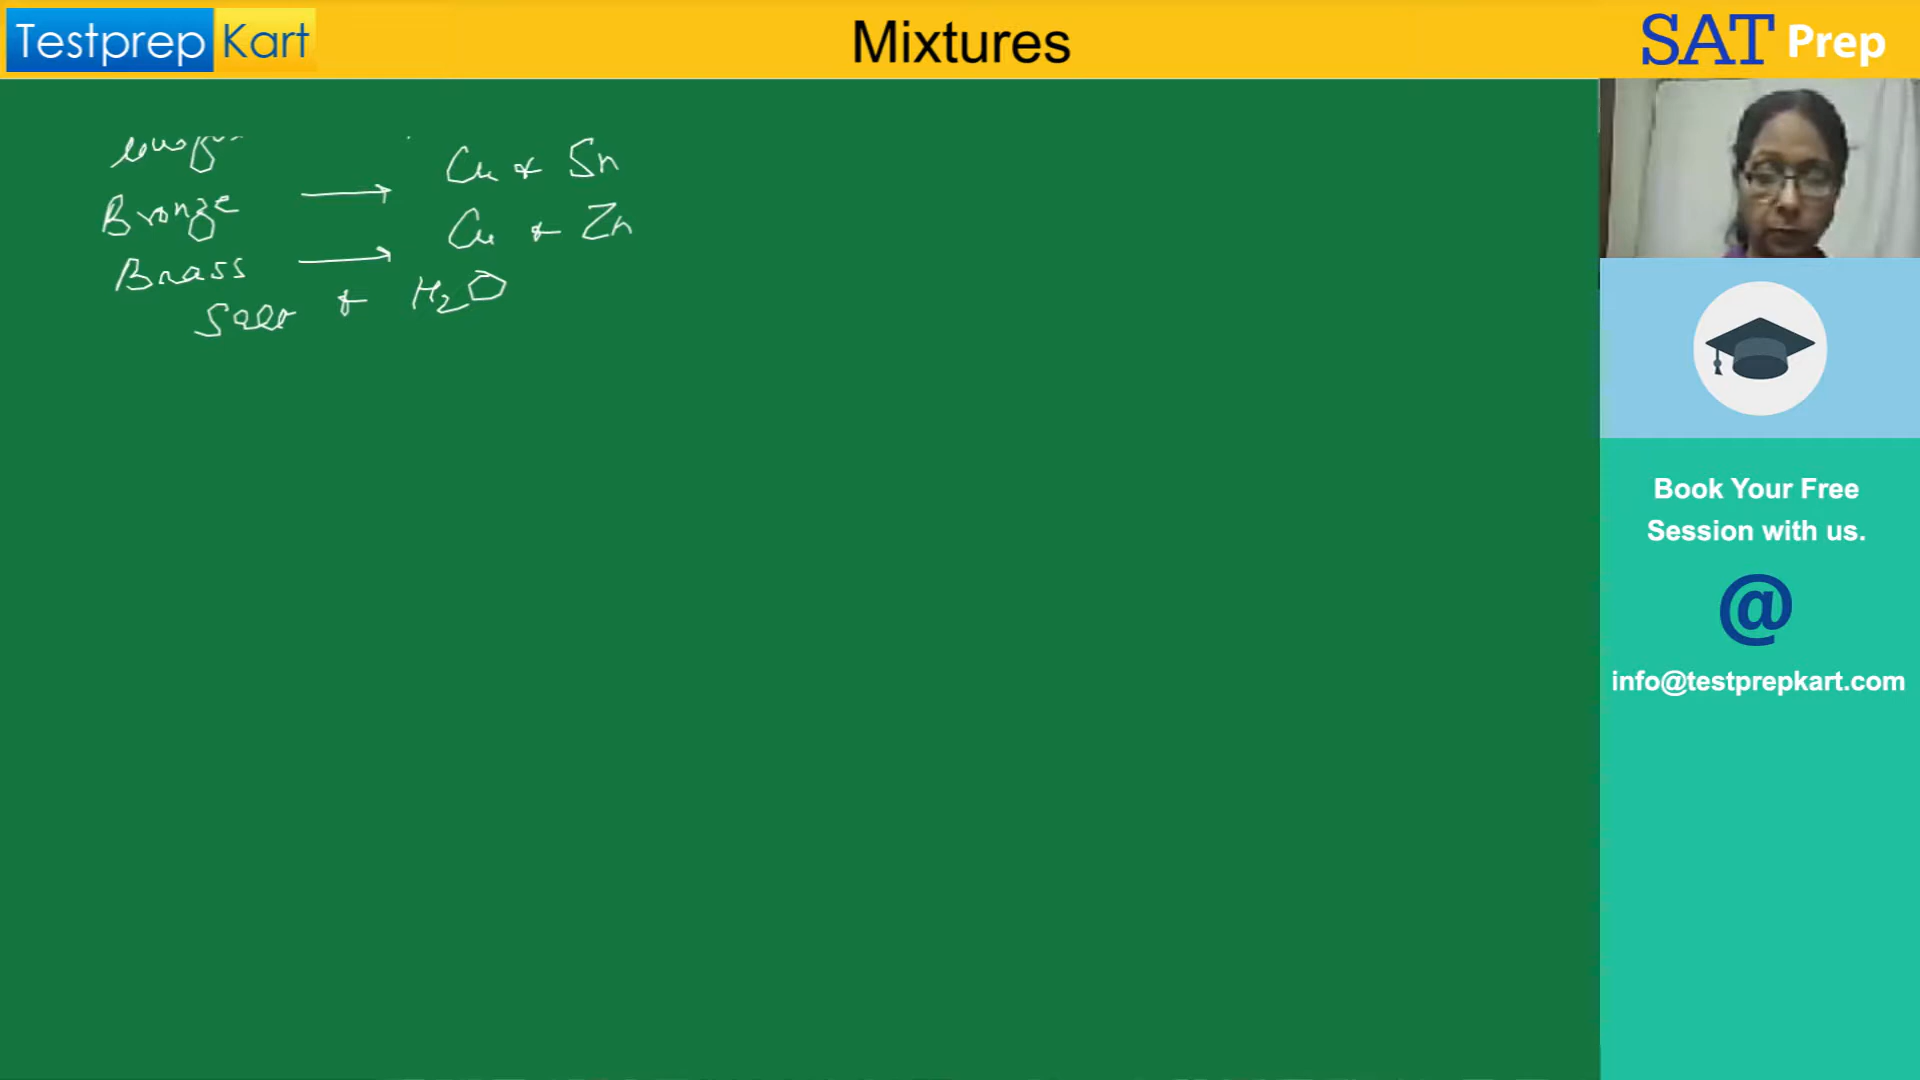 Testprep Kart
Mixtures
SAT Prep
Bronze → Cu & Sn
Brass → Cu & Zn
Salt + H2O
Book Your Free
Session with us.
@
info@testprepkart.com